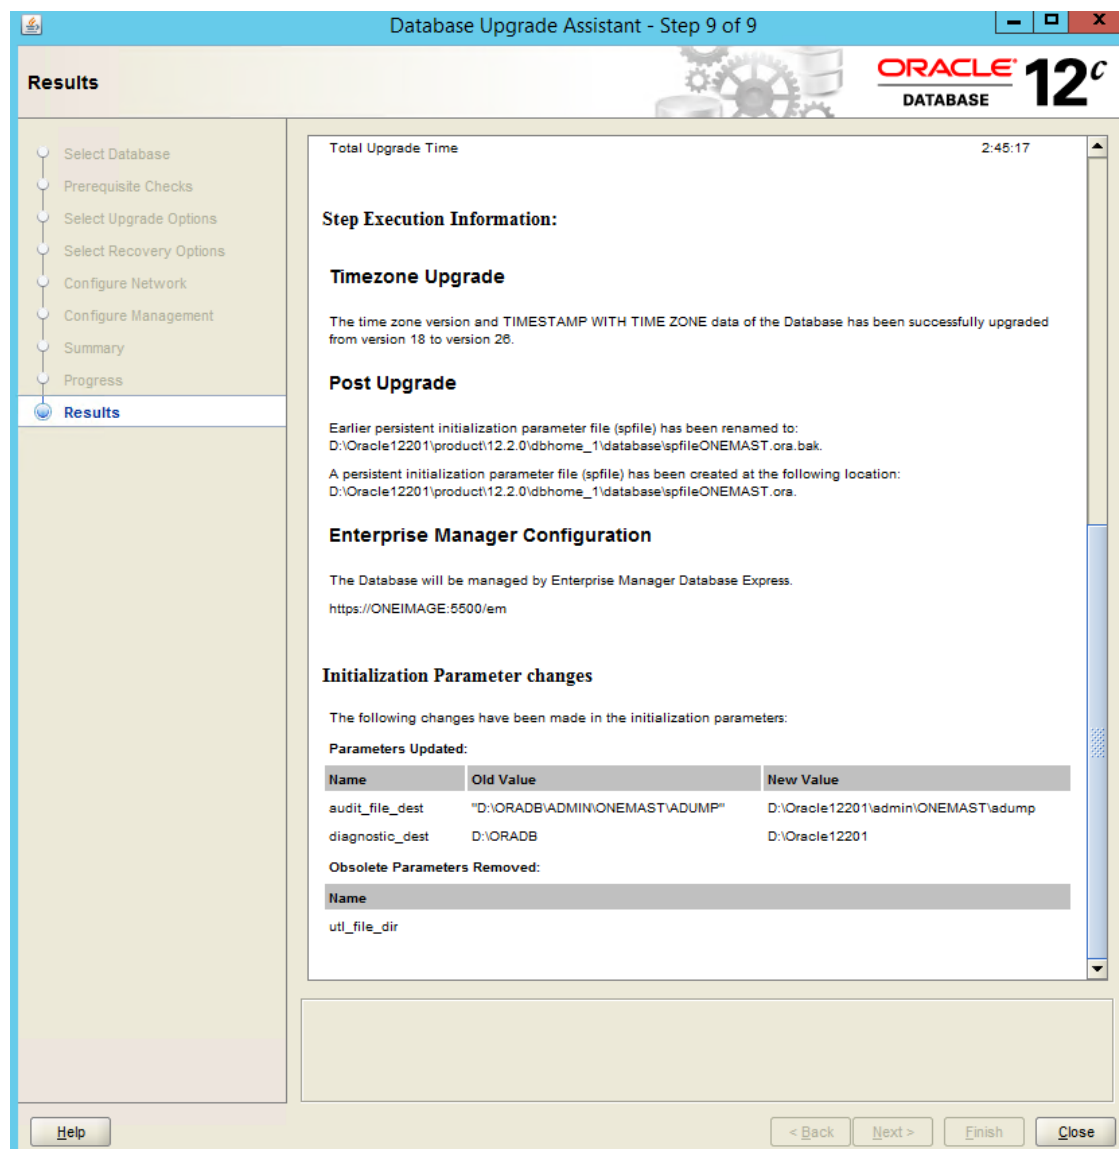 Database Upgrade Assistant - Step 9 of 9
Results
ORACLE
DATABASE
12c
Select Database
Prerequisite Checks
Select Upgrade Options
Select Recovery Options
Configure Network
Configure Management
Summary
Progress
Results
Total Upgrade Time 2:45:17
Step Execution Information:
Timezone Upgrade
The time zone version and TIMESTAMP WITH TIME ZONE data of the Database has been successfully upgraded
from version 18 to version 26.
Post Upgrade
Earlier persistent initialization parameter file (spfile) has been renamed to:
D:\Oracle12201\product\12.2.0\dbhome_1\database\spfileONEMAST.ora.bak.
A persistent initialization parameter file (spfile) has been created at the following location:
D:\Oracle12201\product\12.2.0\dbhome_1\database\spfileONEMAST.ora.
Enterprise Manager Configuration
The Database will be managed by Enterprise Manager Database Express.
https://ONEIMAGE:5500/em
Initialization Parameter changes
The following changes have been made in the initialization parameters:
Parameters Updated:
Name Old Value New Value
audit_file_dest "D:\ORADB\ADMIN\ONEMAST\ADUMP" D:\Oracle12201\admin\ONEMAST\adump
diagnostic_dest D:\ORADB D:\Oracle12201
Obsolete Parameters Removed:
Name
utl_file_dir
Help < Back Next > Finish Close